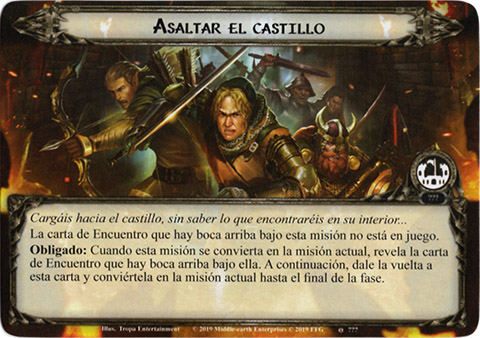 Asaltar el castillo
???
Cargáis hacia el castillo, sin saber lo que encontraréis en su interior...
La carta de Encuentro que hay boca arriba bajo esta misión no está en juego.
Obligado: Cuando esta misión se convierta en la misión actual, revela la carta
de Encuentro que hay boca arriba bajo ella. A continuación, dale la vuelta a
esta carta y conviértela en la misión actual hasta el final de la fase.
Illus. Tropa Entertainment © 2019 Middle-earth Enterprises © 2019 FFG ???